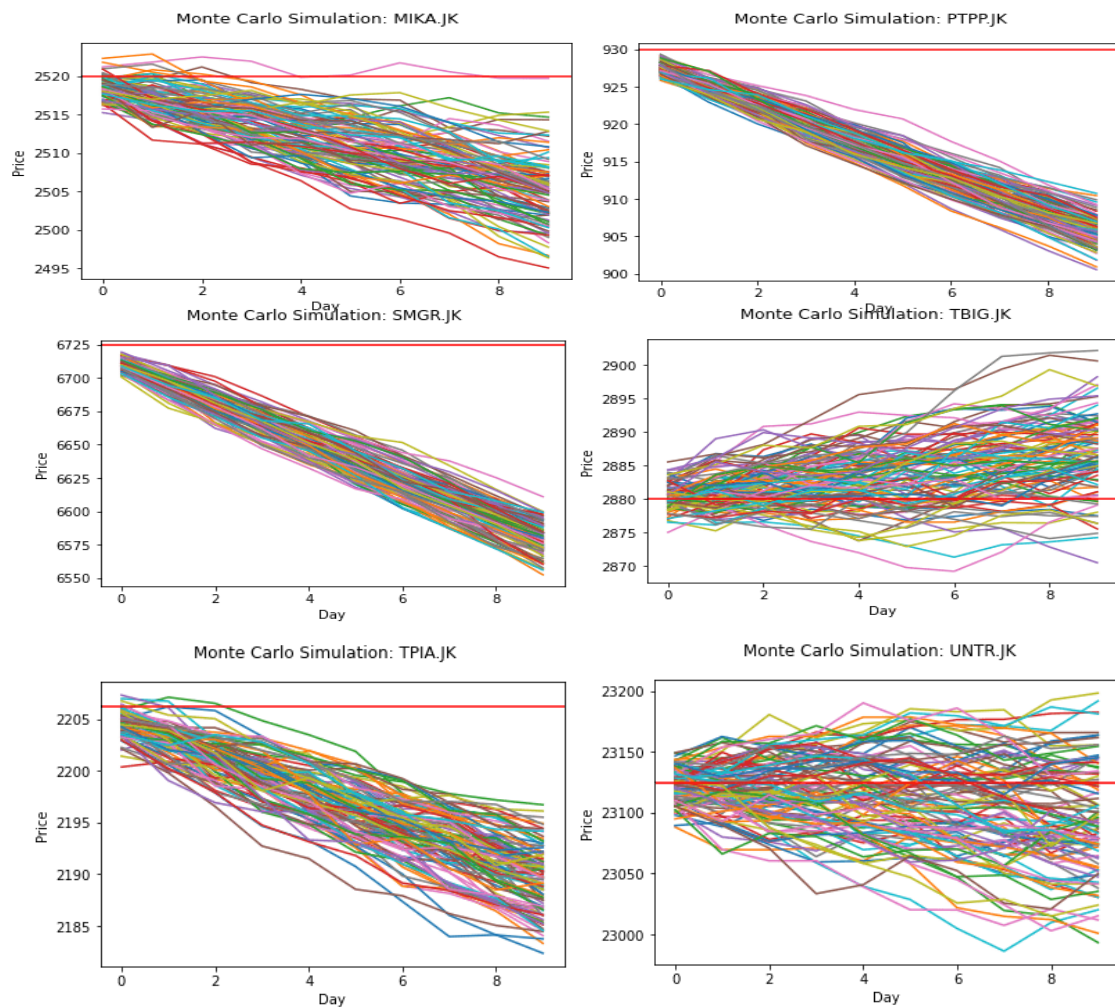 Monte Carlo Simulation: MIKA.JK
Price
2520
2515
2510
2505
2500
2495
0 2 4 6 8
Day
Monte Carlo Simulation: PTPP.JK
Price
930
925
920
915
910
905
900
0 2 4 6 8
Day
Monte Carlo Simulation: SMGR.JK
Price
6725
6700
6675
6650
6625
6600
6575
6550
0 2 4 6 8
Day
Monte Carlo Simulation: TBIG.JK
Price
2900
2895
2890
2885
2880
2875
2870
0 2 4 6 8
Day
Monte Carlo Simulation: TPIA.JK
Price
2205
2200
2195
2190
2185
0 2 4 6 8
Day
Monte Carlo Simulation: UNTR.JK
Price
23200
23150
23100
23050
23000
0 2 4 6 8
Day